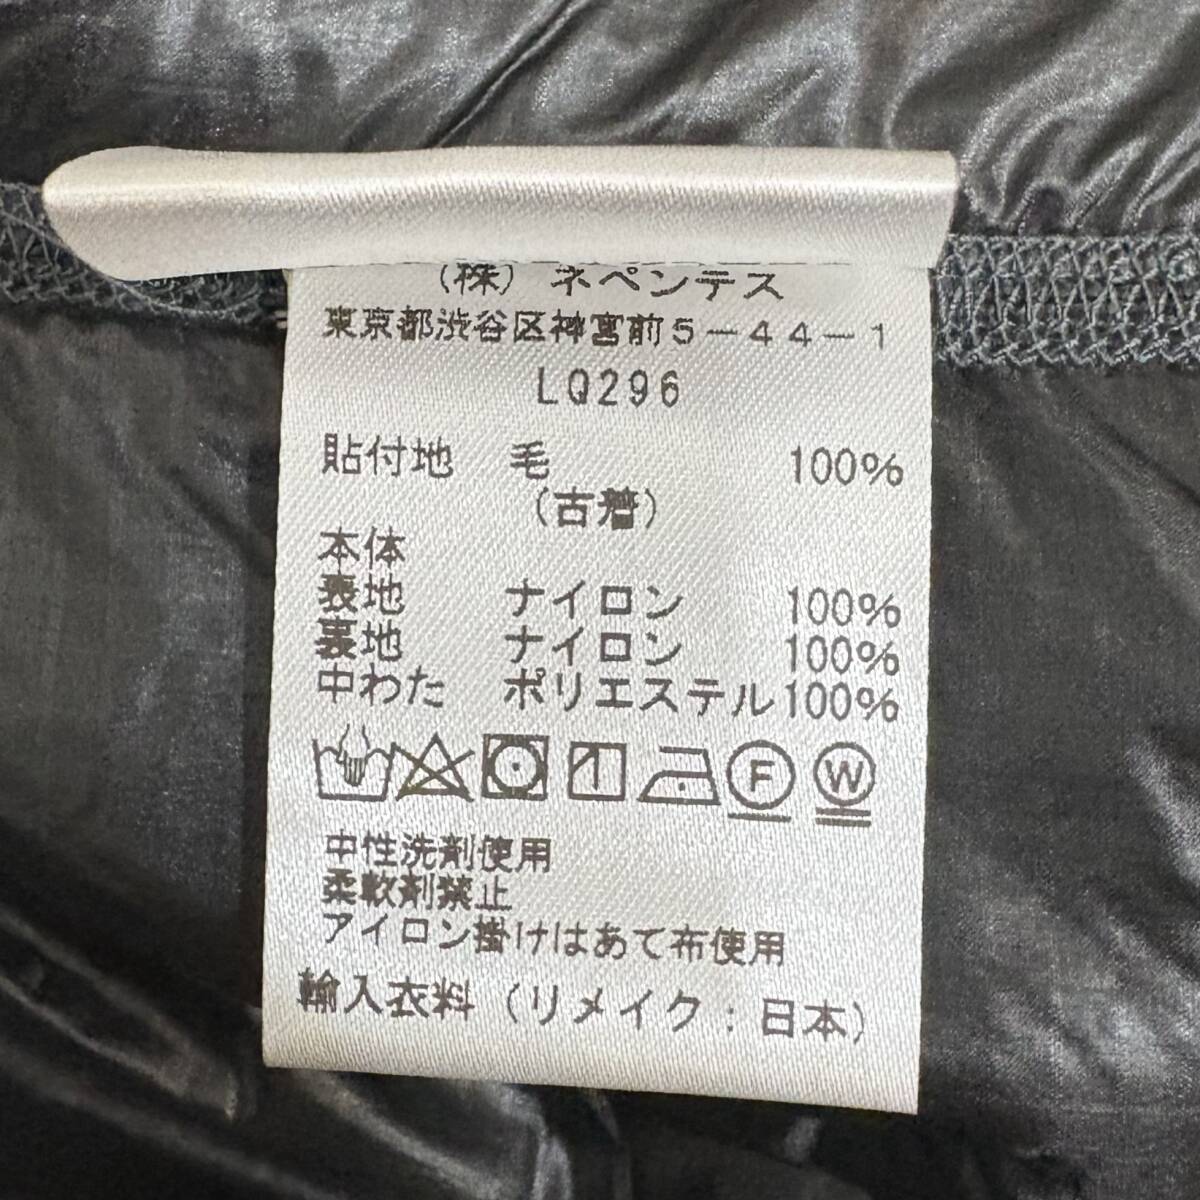 (株) ネペンテス
東京都渋谷区神宮前5-44-1
LQ296
貼付地 毛 100%
(古着)
本体
表地 ナイロン 100%
裏地 ナイロン 100%
中わた ポリエステル 100%
F W
中性洗剤使用
柔軟剤禁止
アイロン掛けはあて布使用
輸入衣料 (リメイク:日本)